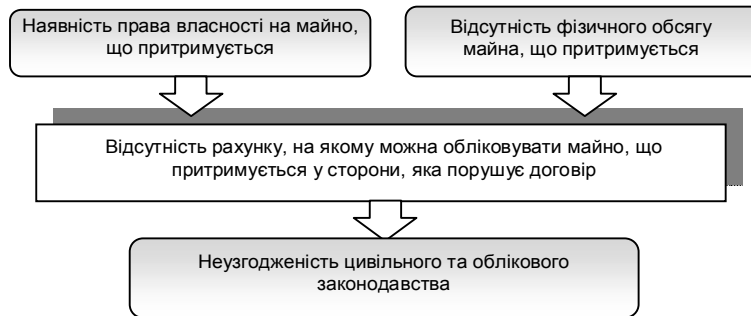 Наявність права власності на майно,
що притримується
Відсутність фізичного обсягу
майна, що притримується
Відсутність рахунку, на якому можна обліковувати майно, що
притримується у сторони, яка порушує договір
Неузгодженість цивільного та облікового
законодавства